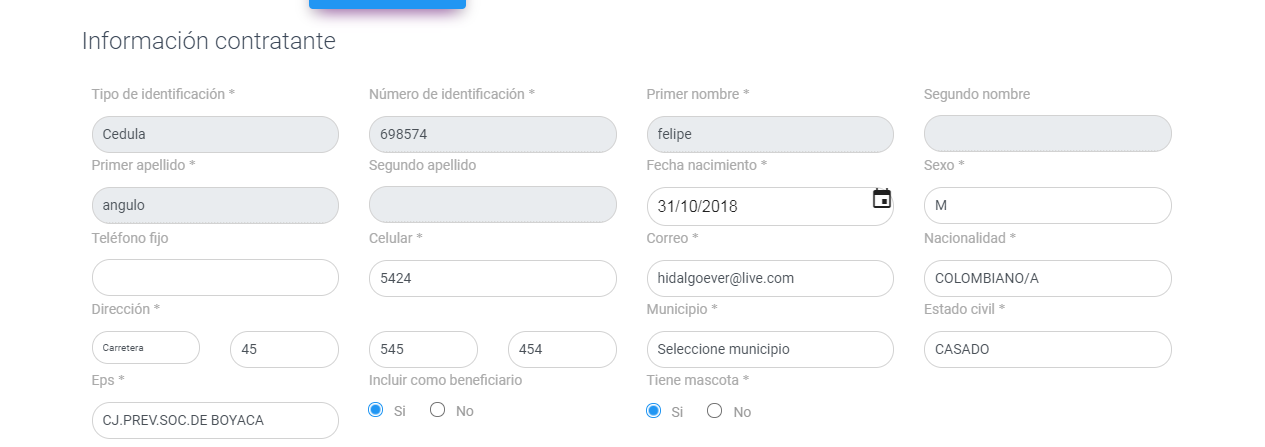 Información contratante
Tipo de identificación * Número de identificación * Primer nombre * Segundo nombre
Cedula 698574 felipe
Primer apellido * Segundo apellido Fecha nacimiento * Sexo *
angulo 31/10/2018 M
Teléfono fijo Celular * Correo * Nacionalidad *
5424 hidalgoever@live.com COLOMBIANO/A
Dirección * Municipio * Estado civil *
Carretera 45 545 454 Seleccione municipio CASADO
Eps * Incluir como beneficiario Tiene mascota *
CJ.PREV.SOC.DE BOYACA Si No Si No